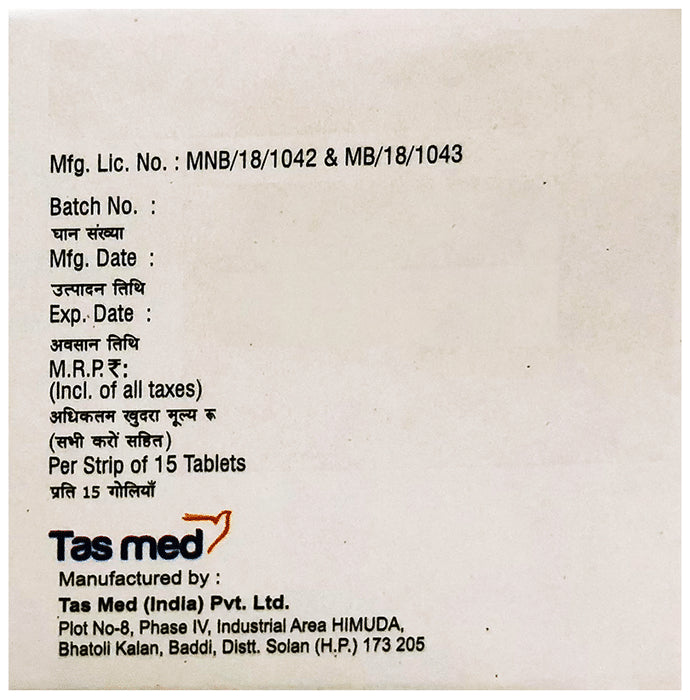 Mfg. Lic. No. : MNB/18/1042 & MB/18/1043
Batch No. :
घान संख्या
Mfg. Date :
उत्पादन तिथि
Exp. Date :
अवसान तिथि
M.R.P.₹:
(Incl. of all taxes)
अधिकतम खुदरा मूल्य रू
(सभी करों सहित)
Per Strip of 15 Tablets
प्रति 15 गोलियाँ
Tas med
Manufactured by :
Tas Med (India) Pvt. Ltd.
Plot No-8, Phase IV, Industrial Area HIMUDA,
Bhatoli Kalan, Baddi, Distt. Solan (H.P.) 173 205